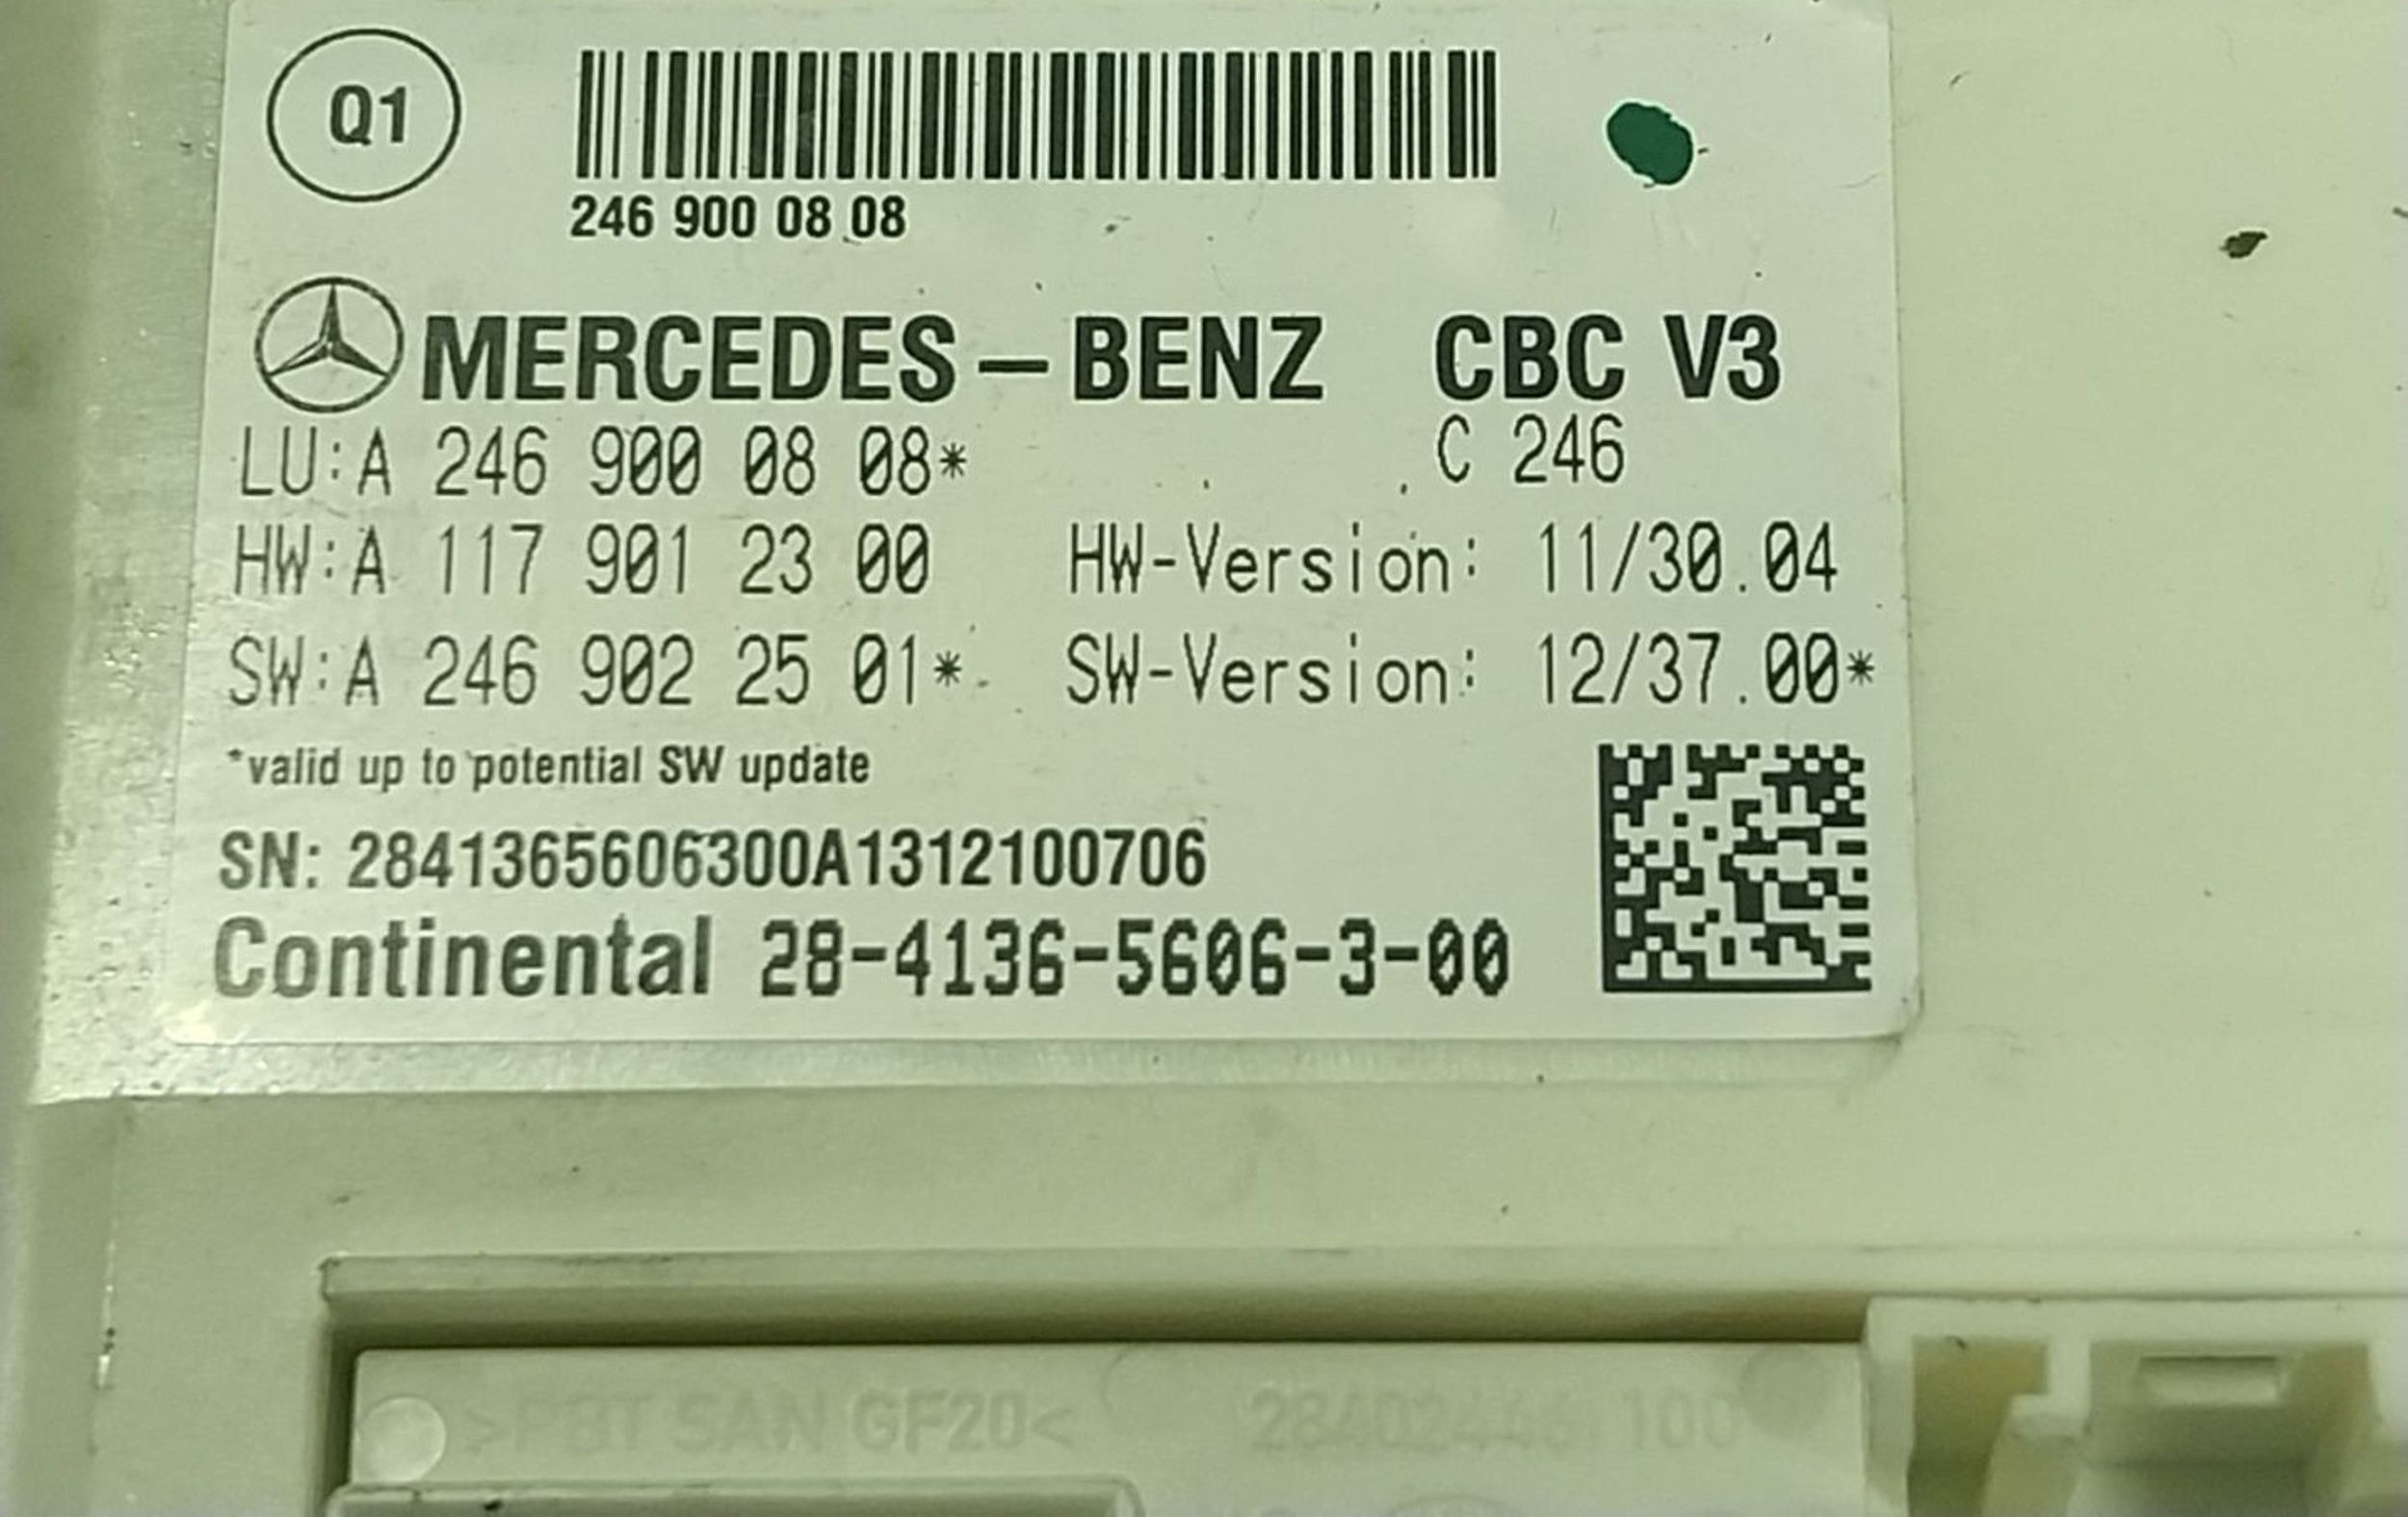 Q1
246 900 08 08
MERCEDES–BENZ CBC V3
LU:A 246 900 08 08* C 246
HW:A 117 901 23 00 HW-Version: 11/30.04
SW:A 246 902 25 01* SW-Version: 12/37.00*
*valid up to potential SW update
SN: 2841365606300A1312100706
Continental 28-4136-5606-3-00
>PBT SAN GF20<